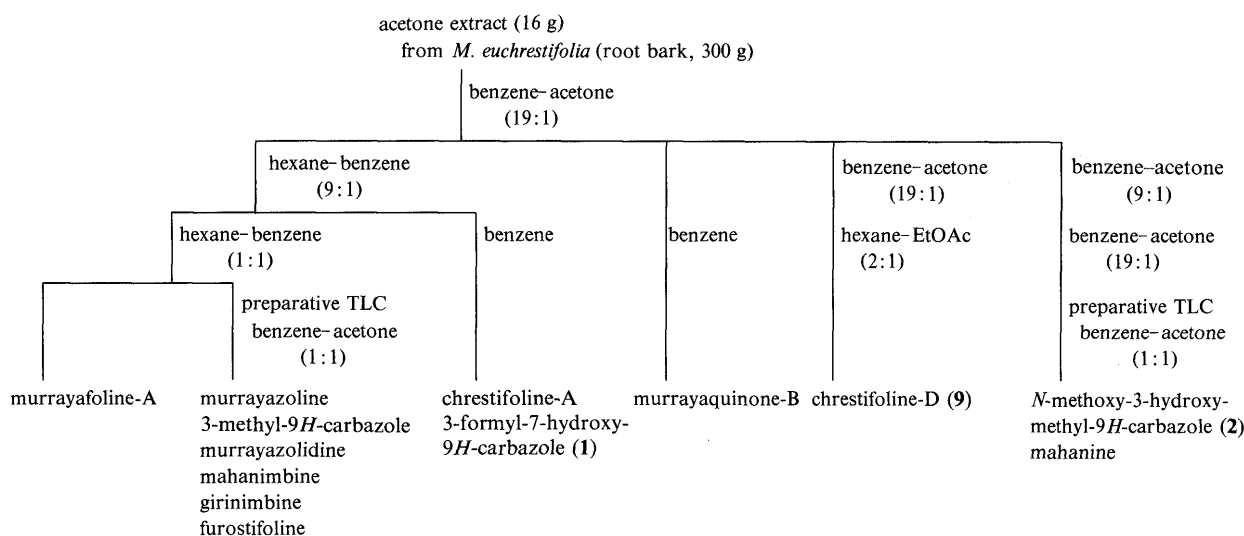 acetone extract (16 g)
from M. euchrestifolia (root bark, 300 g)
benzene–acetone
(19:1)
hexane–benzene
(9:1)
benzene–acetone
(19:1)
benzene–acetone
(9:1)
hexane–benzene
(1:1)
benzene
benzene
hexane–EtOAc
(2:1)
benzene–acetone
(19:1)
preparative TLC
benzene–acetone
(1:1)
preparative TLC
benzene–acetone
(1:1)
murrayafoline-A
murrayazoline
3-methyl-9H-carbazole
murrayazolidine
mahanimbine
girinimbine
furostifoline
chrestifoline-A
3-formyl-7-hydroxy-
9H-carbazole (1)
murrayaquinone-B
chrestifoline-D (9)
N-methoxy-3-hydroxy-
methyl-9H-carbazole (2)
mahanine